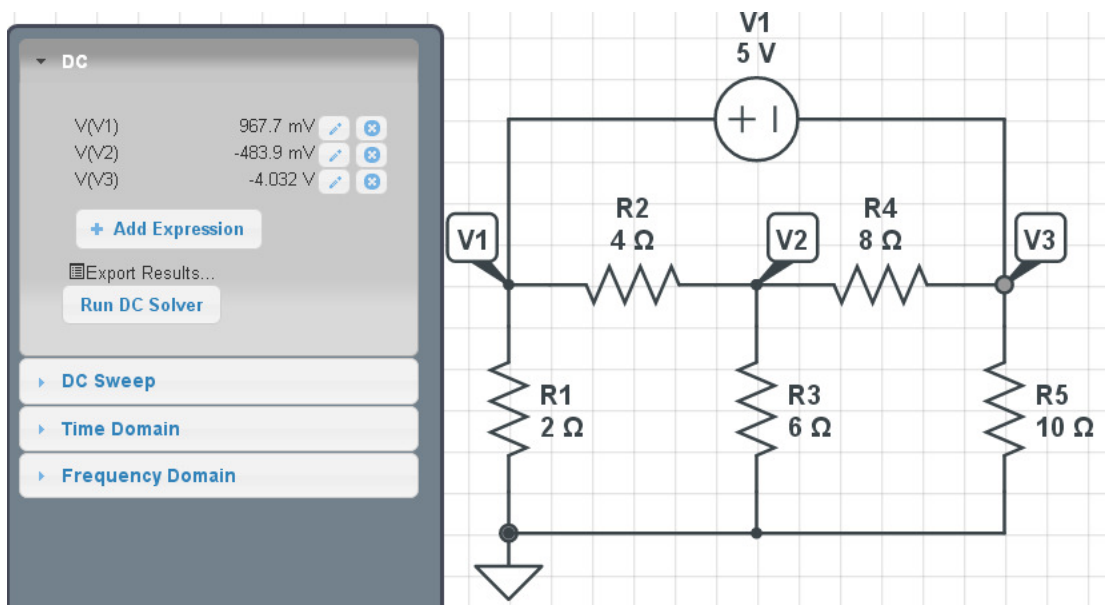 DC
V(V1) 967.7 mV
V(V2) -483.9 mV
V(V3) -4.032 V
+ Add Expression
Export Results...
Run DC Solver
DC Sweep
Time Domain
Frequency Domain
V1
5 V
+ |
R2
4 Ω
R4
8 Ω
V1
V2
V3
R1
2 Ω
R3
6 Ω
R5
10 Ω